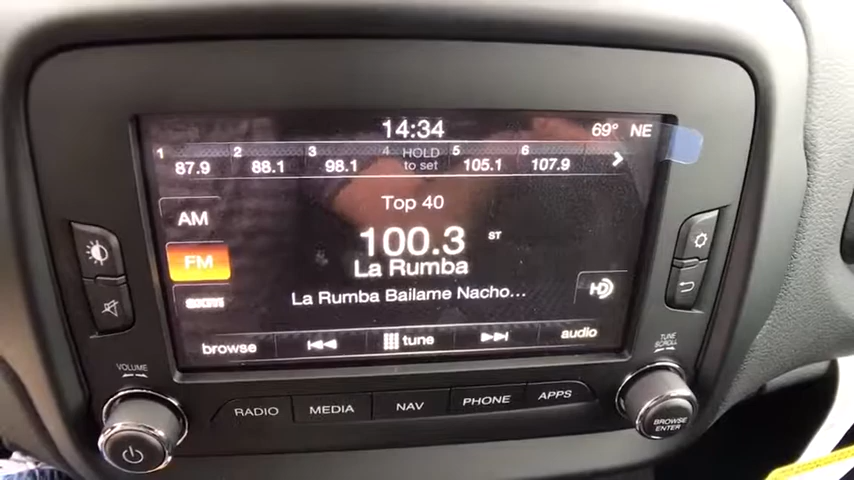 14:34 69° NE
1 87.9 2 88.1 3 98.1 4 HOLD to set 5 105.1 6 107.9
Top 40
AM
100.3 ST
FM
La Rumba
sxm
La Rumba Bailame Nacho...
HD
browse tune audio
VOLUME
TUNE SCROLL
RADIO MEDIA NAV PHONE APPS
BROWSE ENTER